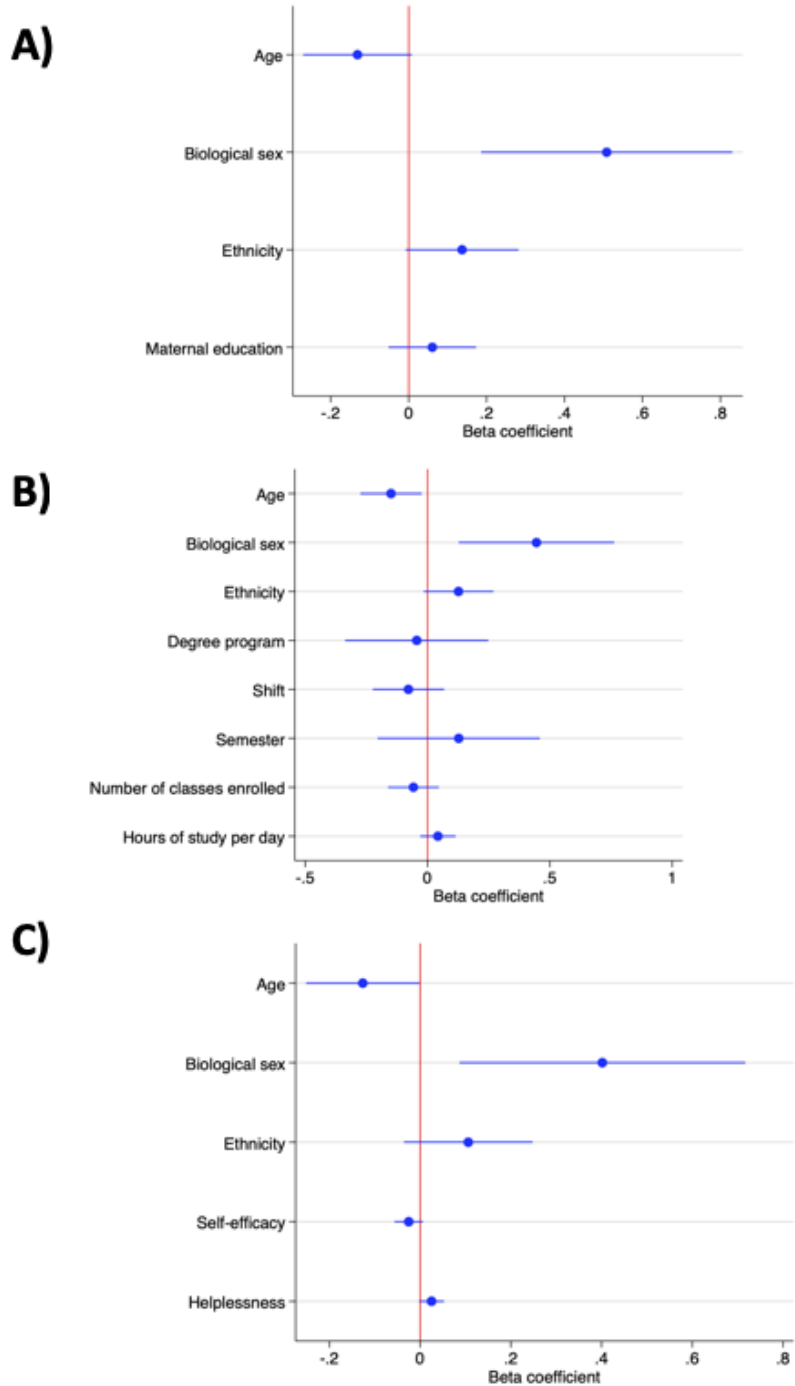 A)
Age
Biological sex
Ethnicity
Maternal education
-.2 0 .2 .4 .6 .8
Beta coefficient
B)
Age
Biological sex
Ethnicity
Degree program
Shift
Semester
Number of classes enrolled
Hours of study per day
-.5 0 .5 1
Beta coefficient
C)
Age
Biological sex
Ethnicity
Self-efficacy
Helplessness
-.2 0 .2 .4 .6 .8
Beta coefficient